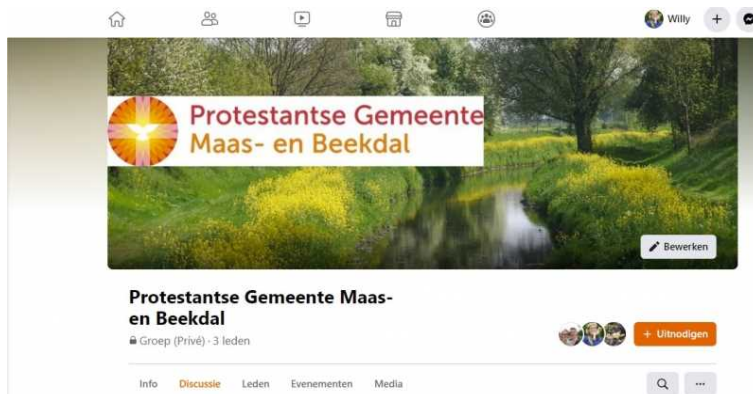 Willy
Protestantse Gemeente
Maas- en Beekdal
Bewerken
Protestantse Gemeente Maas-
en Beekdal
Groep (Privé) · 3 leden
+ Uitnodigen
Info Discussie Leden Evenementen Media